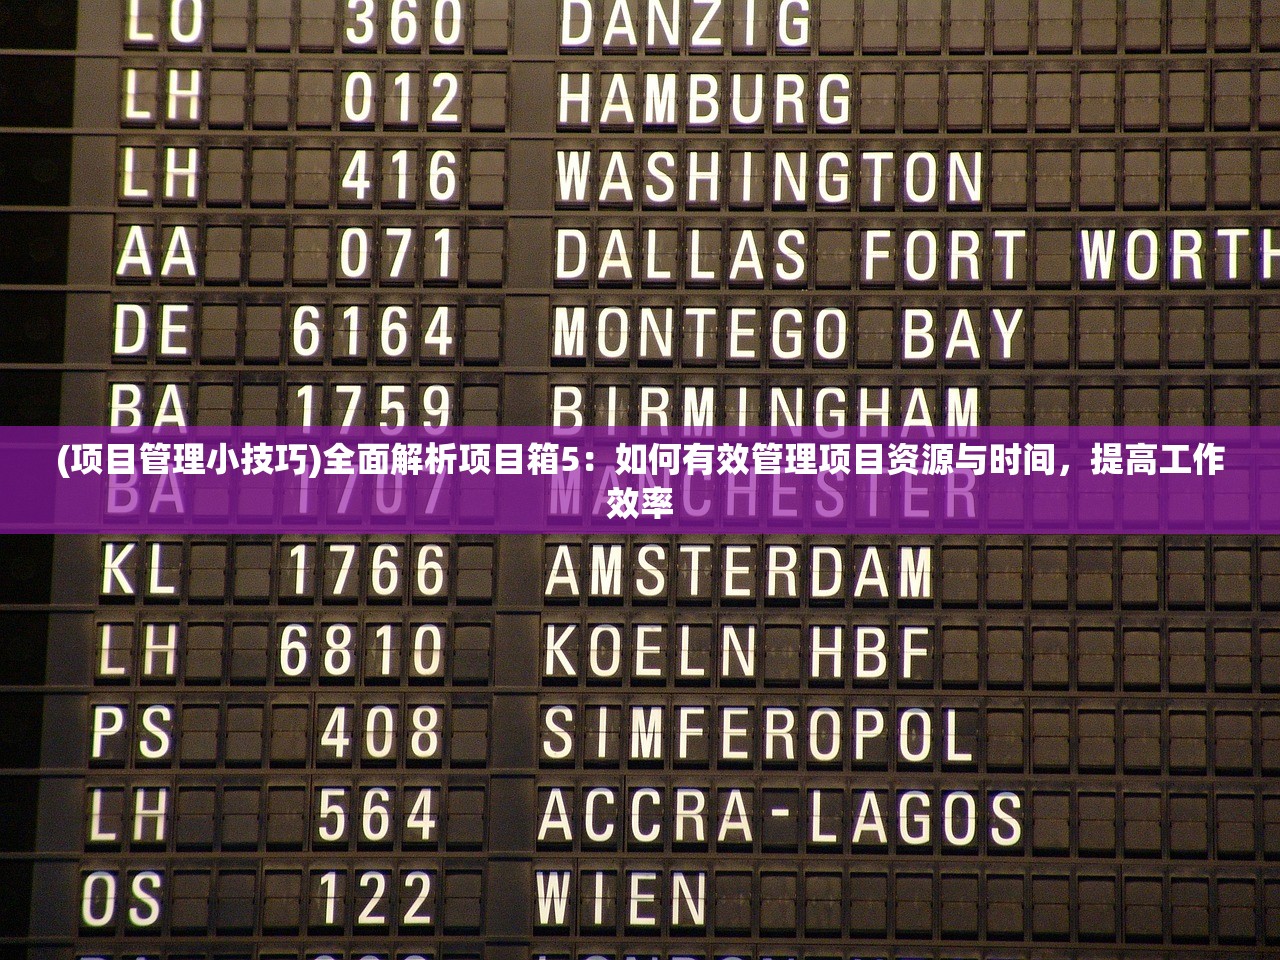 LO 360 DANZIG
LH 012 HAMBURG
LH 416 WASHINGTON
AA 071 DALLAS FORT WORTH
DE 6164 MONTEGO BAY
BA 1759 BIRMINGHAM
(项目管理小技巧)全面解析项目箱5：如何有效管理项目资源与时间，提高工作
效率
BA 1707 MANCHESTER
KL 1766 AMSTERDAM
LH 6810 KOELN HBF
PS 408 SIMFEROPOL
LH 564 ACCRA-LAGOS
OS 122 WIEN